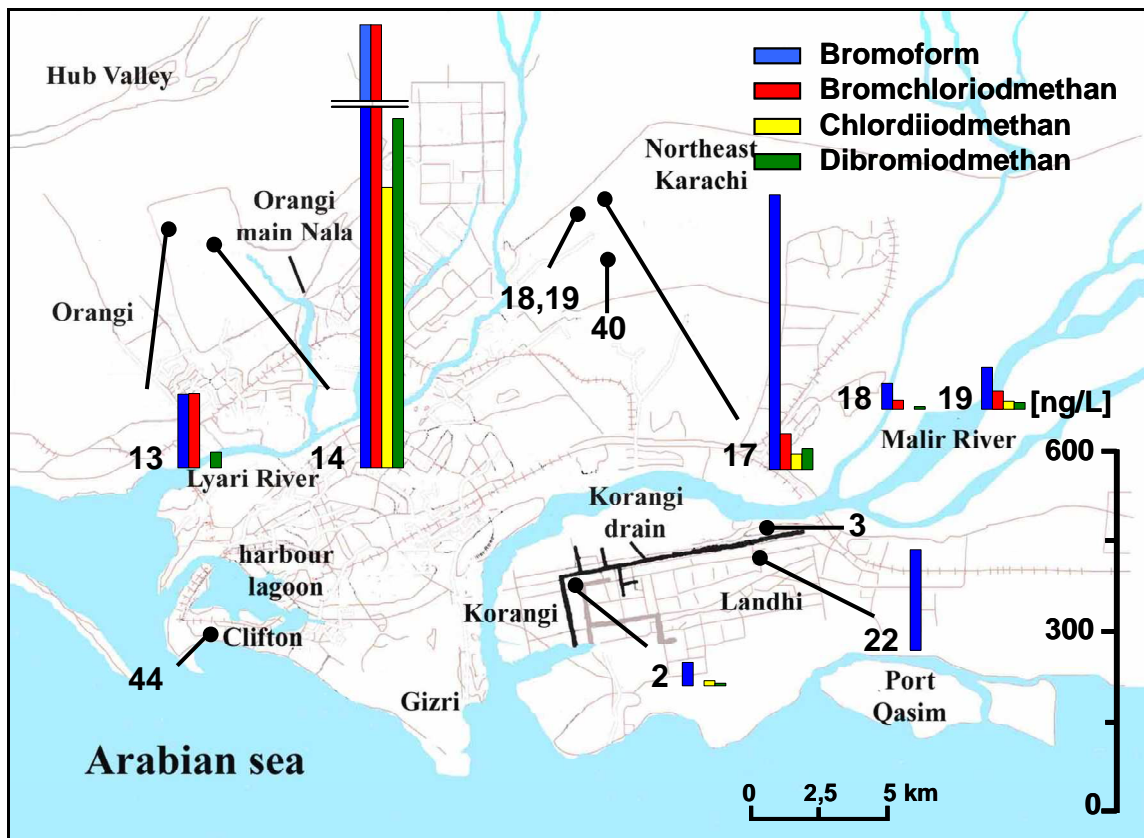 Hub Valley
Bromoform
Bromchloriodmethan
Chlordiiodmethan
Dibromiodmethan
Northeast
Karachi
Orangi
main Nala
Orangi
18,19
40
13
Lyari River
14
17
18
19
[ng/L]
Malir River
600
Korangi
drain
3
harbour
lagoon
Korangi
Landhi
22
300
Clifton
44
2
Gizri
Port
Qasim
Arabian sea
0
2,5
5 km
0